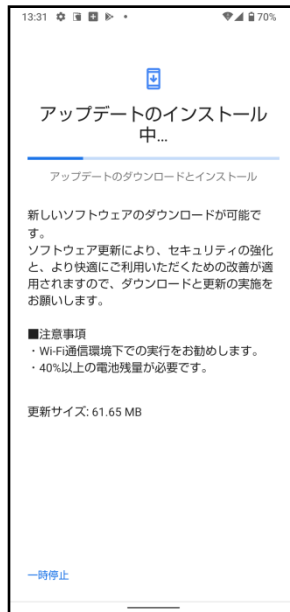 13:31 70%
アップデートのインストール
中...
アップデートのダウンロードとインストール
新しいソフトウェアのダウンロードが可能で
す。
ソフトウェア更新により、セキュリティの強化
と、より快適にご利用いただくための改善が適
用されますので、ダウンロードと更新の実施を
お願いします。
■注意事項
・Wi-Fi通信環境下での実行をお勧めします。
・40%以上の電池残量が必要です。
更新サイズ: 61.65 MB
一時停止